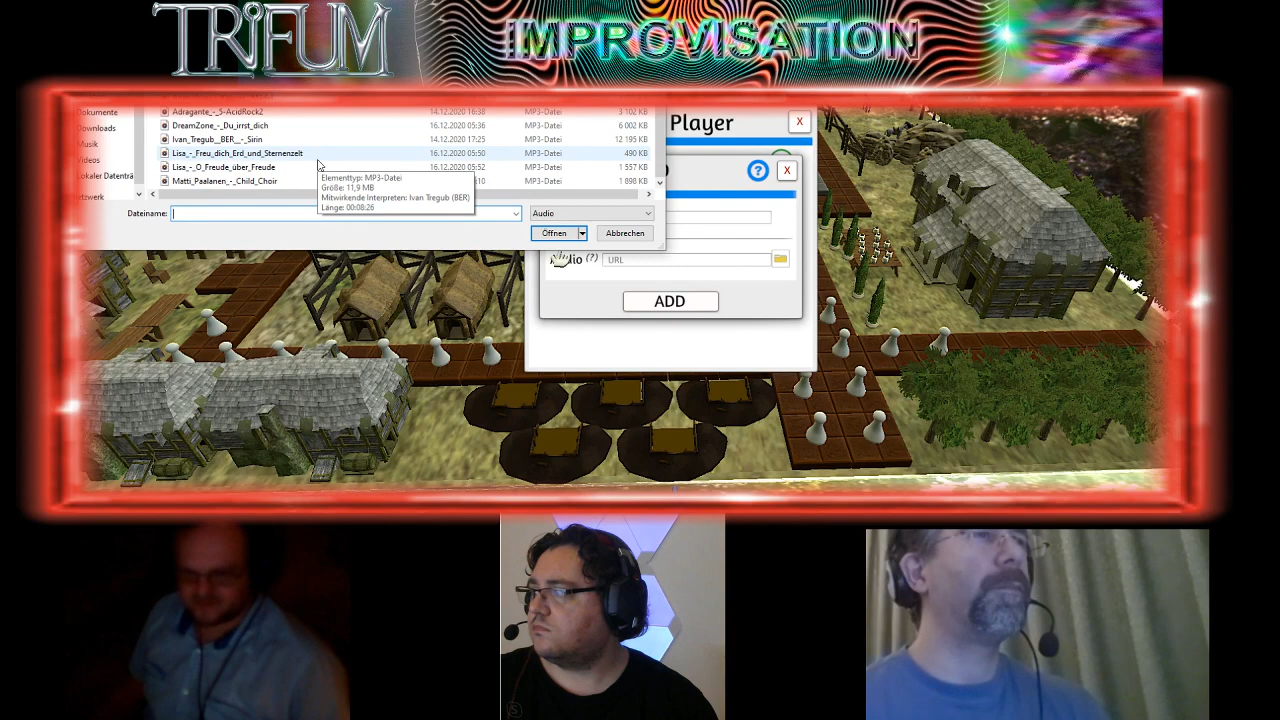 TRIFUM IMPROVISATION
Dokumente
Downloads
Musik
Videos
Lokaler Datenträ
etzwerk
Adragante_-_5-AcidRock2 14.12.2020 16:38 MP3-Datei 3 102 KB
DreamZone_-_Du_irrst_dich 16.12.2020 05:36 MP3-Datei 6 002 KB
Ivan_Tregub__BER__-_Sirin 14.12.2020 17:25 MP3-Datei 12 195 KB
Lisa_-_Freu_dich_Erd_und_Sternenzelt 16.12.2020 05:50 MP3-Datei 490 KB
Lisa_-_O_Freude_über_Freude 16.12.2020 05:52 MP3-Datei 1 557 KB
Matti_Paalanen_-_Child_Choir :10 MP3-Datei 1 898 KB
Elementtyp: MP3-Datei
Größe: 11,9 MB
Mitwirkende Interpreten: Ivan Tregub (BER)
Länge: 00:08:26
Dateiname: Audio
Öffnen Abbrechen
Player X
? X
dio (?) URL
ADD